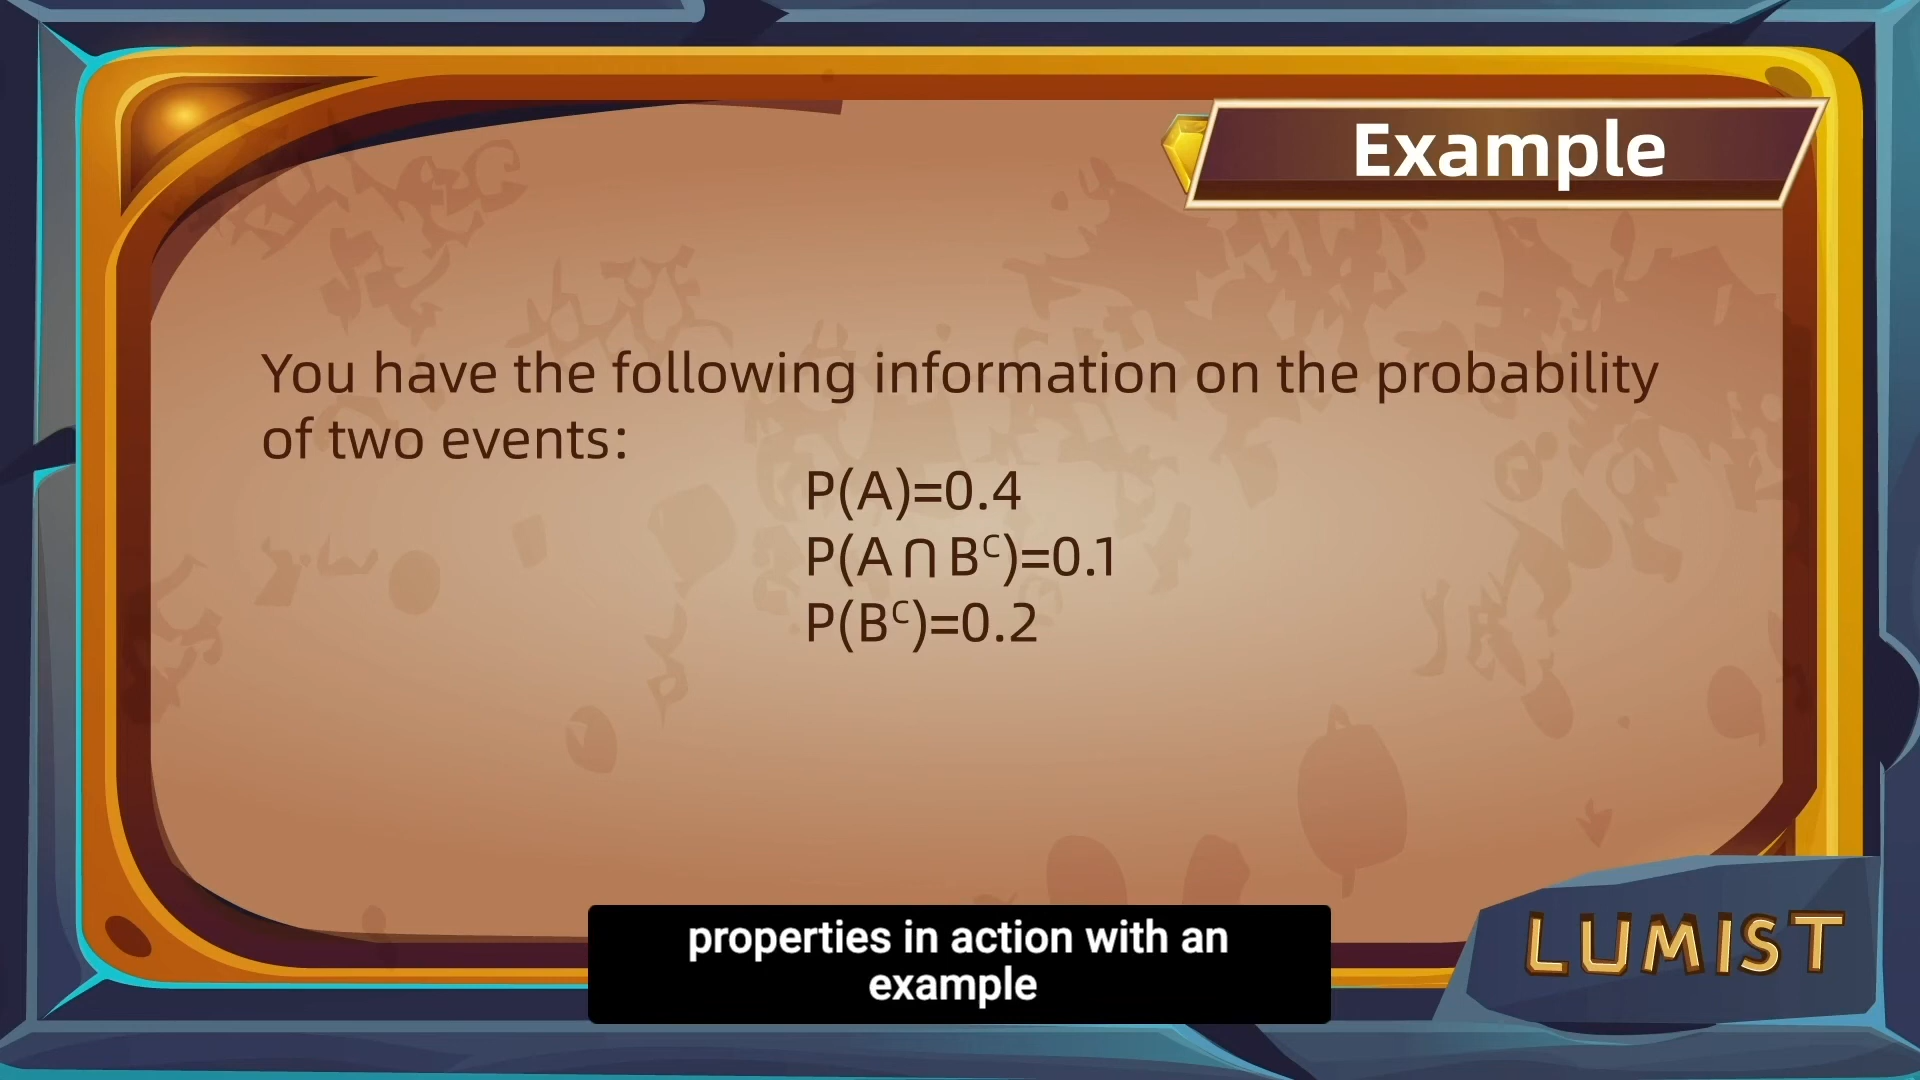 Example
You have the following information on the probability
of two events:
P(A)=0.4
P(A∩Bᶜ)=0.1
P(Bᶜ)=0.2
properties in action with an
example
LUMIST